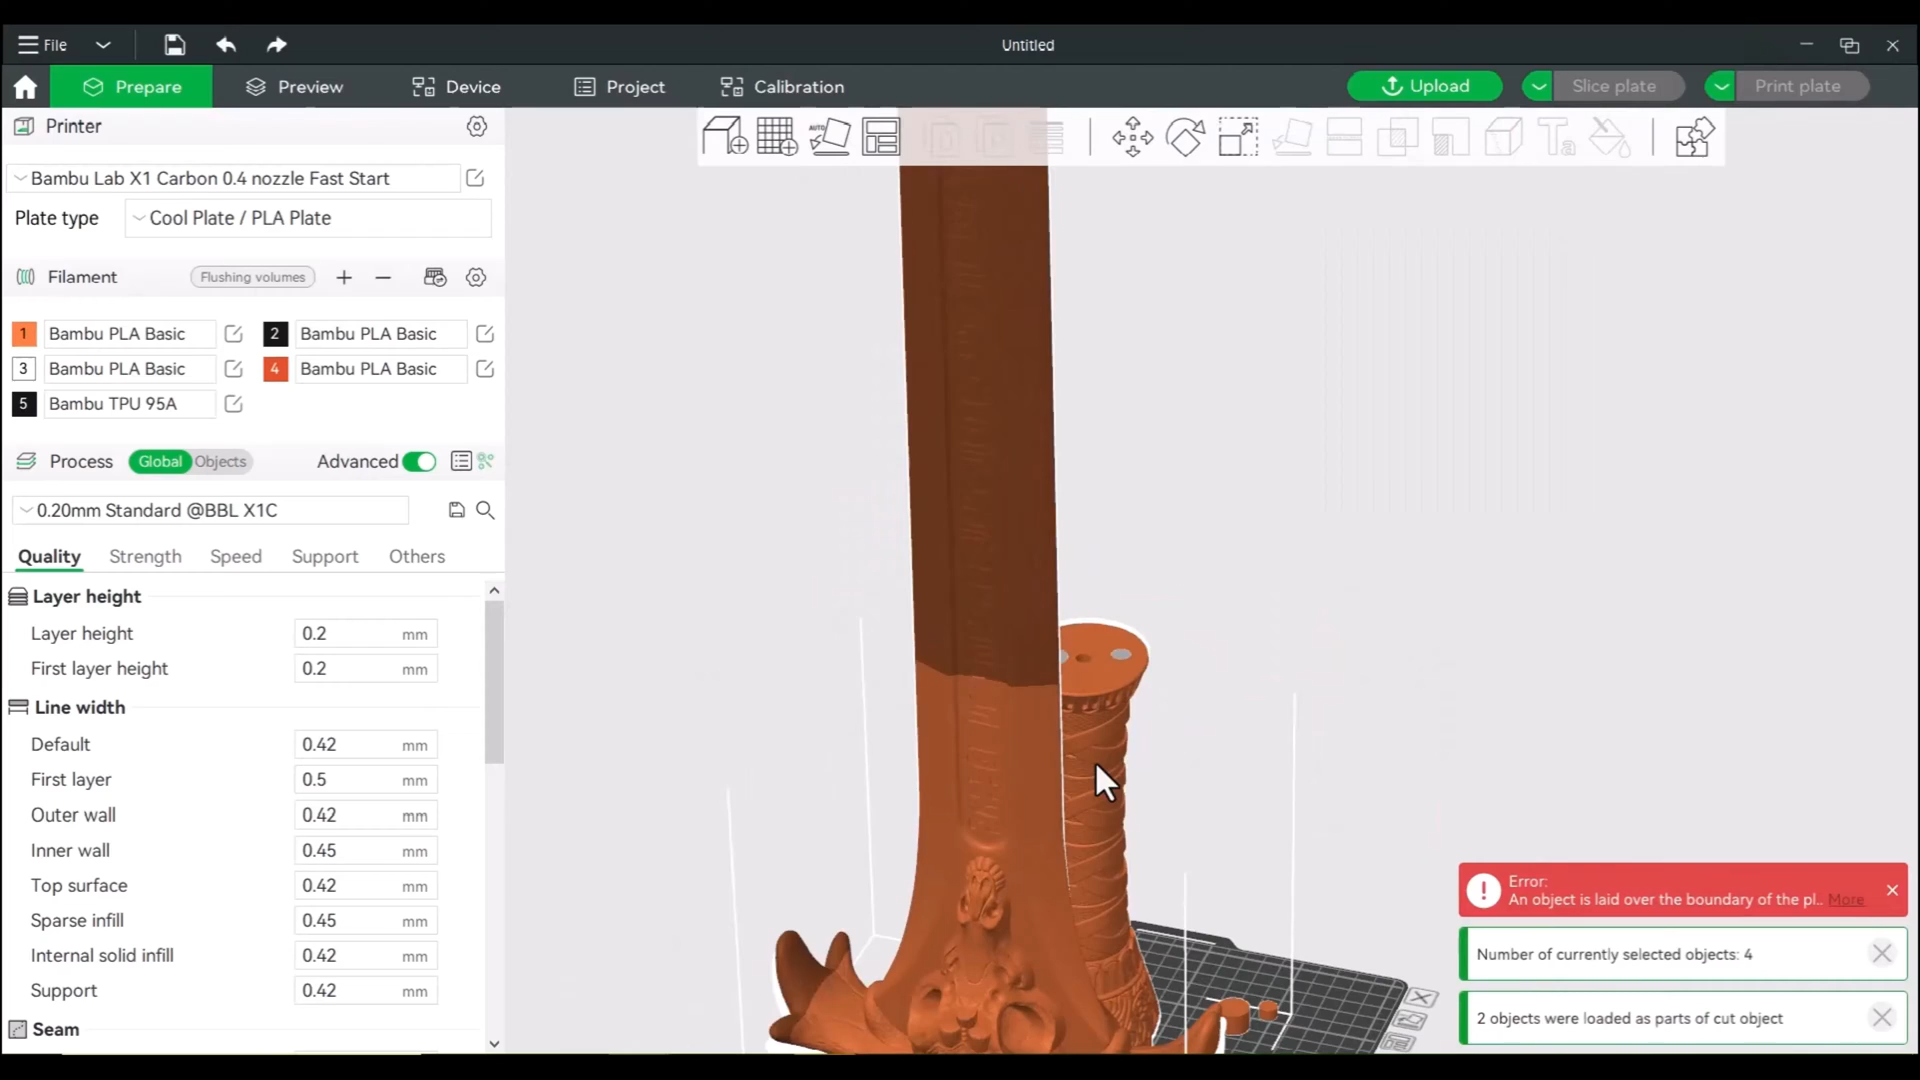 File
Untitled
Prepare
Preview
Device
Project
Calibration
Upload
Slice plate
Print plate
Printer
Bambu Lab X1 Carbon 0.4 nozzle Fast Start
Plate type
Cool Plate / PLA Plate
Filament
Flushing volumes
1 Bambu PLA Basic
2 Bambu PLA Basic
3 Bambu PLA Basic
4 Bambu PLA Basic
5 Bambu TPU 95A
Process Global Objects Advanced
0.20mm Standard @BBL X1C
Quality Strength Speed Support Others
Layer height
Layer height 0.2 mm
First layer height 0.2 mm
Line width
Default 0.42 mm
First layer 0.5 mm
Outer wall 0.42 mm
Inner wall 0.45 mm
Top surface 0.42 mm
Sparse infill 0.45 mm
Internal solid infill 0.42 mm
Support 0.42 mm
Seam
AUTO
Error:
An object is laid over the boundary of the pl.. More
Number of currently selected objects: 4
2 objects were loaded as parts of cut object